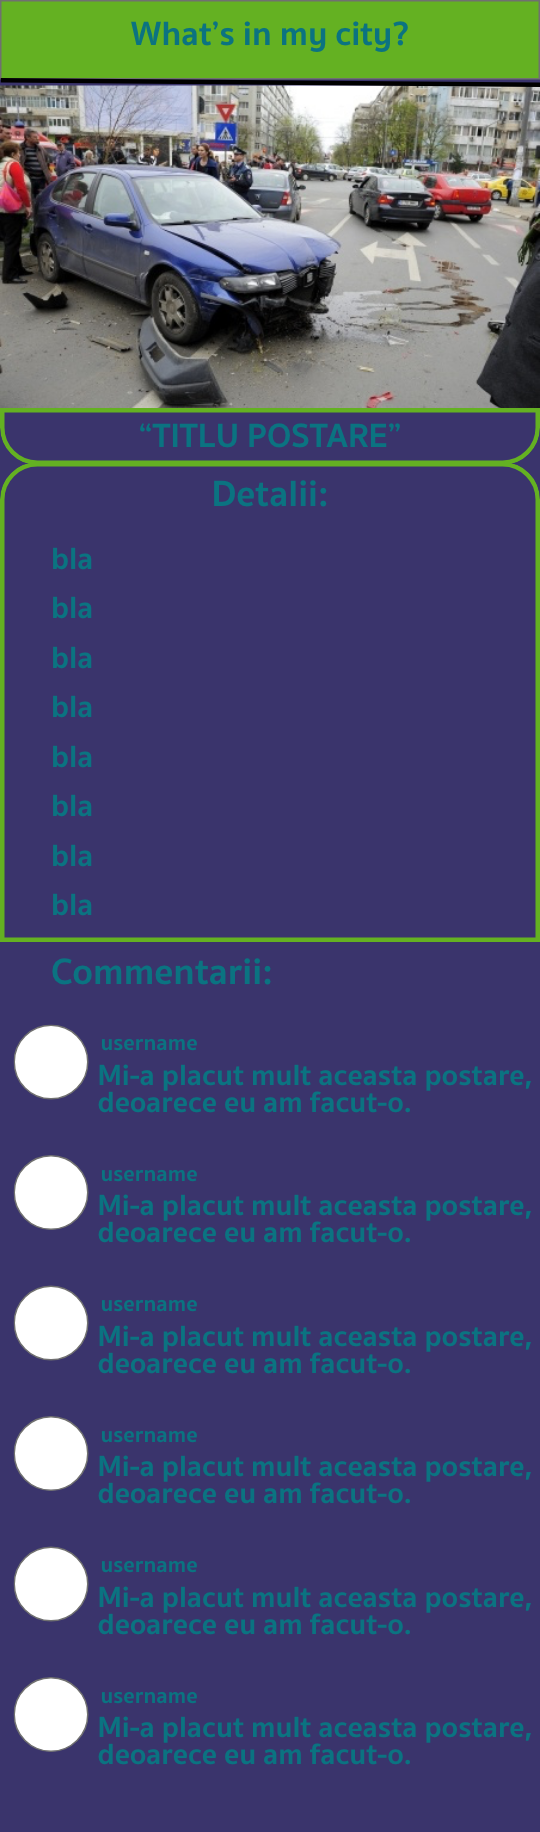 What's in my city?
“TITLU POSTARE”
Detalii:
bla
bla
bla
bla
bla
bla
bla
bla
Commentarii:
username
Mi-a placut mult aceasta postare,
deoarece eu am facut-o.
username
Mi-a placut mult aceasta postare,
deoarece eu am facut-o.
username
Mi-a placut mult aceasta postare,
deoarece eu am facut-o.
username
Mi-a placut mult aceasta postare,
deoarece eu am facut-o.
username
Mi-a placut mult aceasta postare,
deoarece eu am facut-o.
username
Mi-a placut mult aceasta postare,
deoarece eu am facut-o.